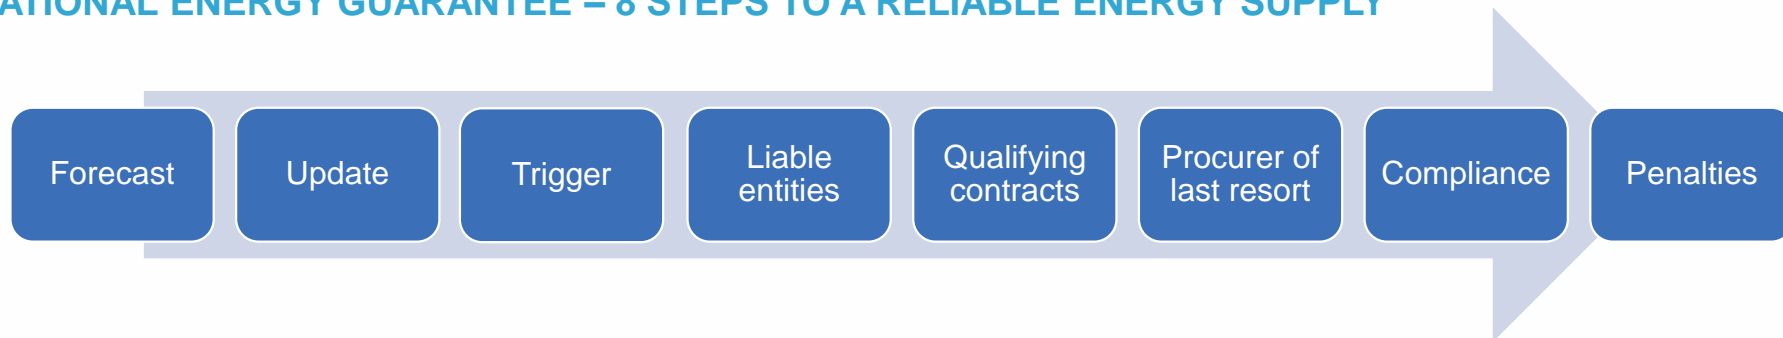 ATIONAL ENERGY GUARANTEE – 8 STEPS TO A RELIABLE ENERGY SUPPLY
Forecast
Update
Trigger
Liable
entities
Qualifying
contracts
Procurer of
last resort
Compliance
Penalties